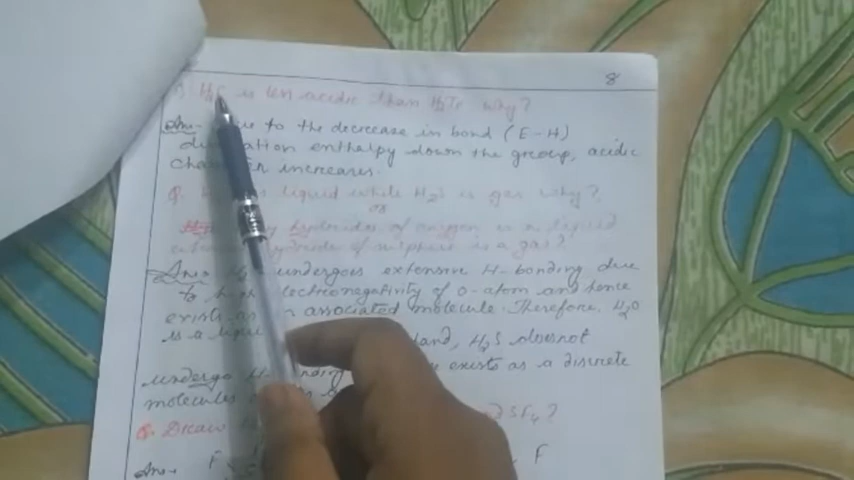 8
H2S is less acidic than H2Te why?
Ans- Due to the decrease in bond (E-H)
dissociation enthalpy down the group, acidic
character increases.
Q. liquid while H2S is gas why?
or
hydrides of oxygen is a liquid
hydride of sulphur is a gas?
Ans undergoes extensive H-bonding due
to high electronegativity of O-atom and hence
exists as associated molecule. Therefore, H2O
is a liquid
hand, H2S doesnot
undergo H-bonding exists as a discrete
molecules
Q. Draw SF4?
Ans- F F